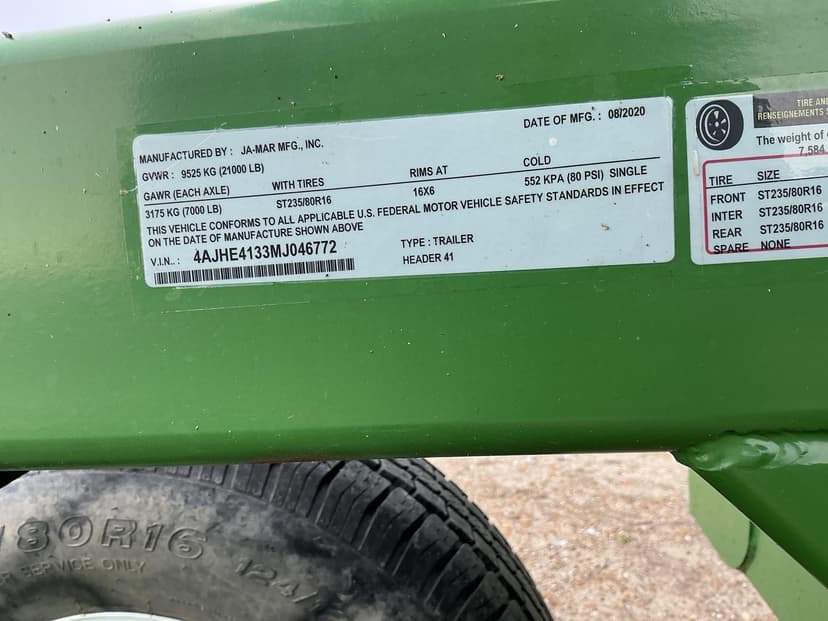 MANUFACTURED BY : JA-MAR MFG., INC. DATE OF MFG. : 08/2020
GVWR : 9525 KG (21000 LB)
GAWR (EACH AXLE) WITH TIRES RIMS AT COLD
3175 KG (7000 LB) ST235/80R16 16X6 552 KPA (80 PSI) SINGLE
THIS VEHICLE CONFORMS TO ALL APPLICABLE U.S. FEDERAL MOTOR VEHICLE SAFETY STANDARDS IN EFFECT
ON THE DATE OF MANUFACTURE SHOWN ABOVE
V.I.N.. : 4AJHE4133MJ046772 TYPE : TRAILER
HEADER 41
TIRE AND
RENSEIGNEMENTS
The weight of
7,584
TIRE SIZE
FRONT ST235/80R16
INTER ST235/80R16
REAR ST235/80R16
SPARE NONE
80R16
SERVICE ONLY
124/